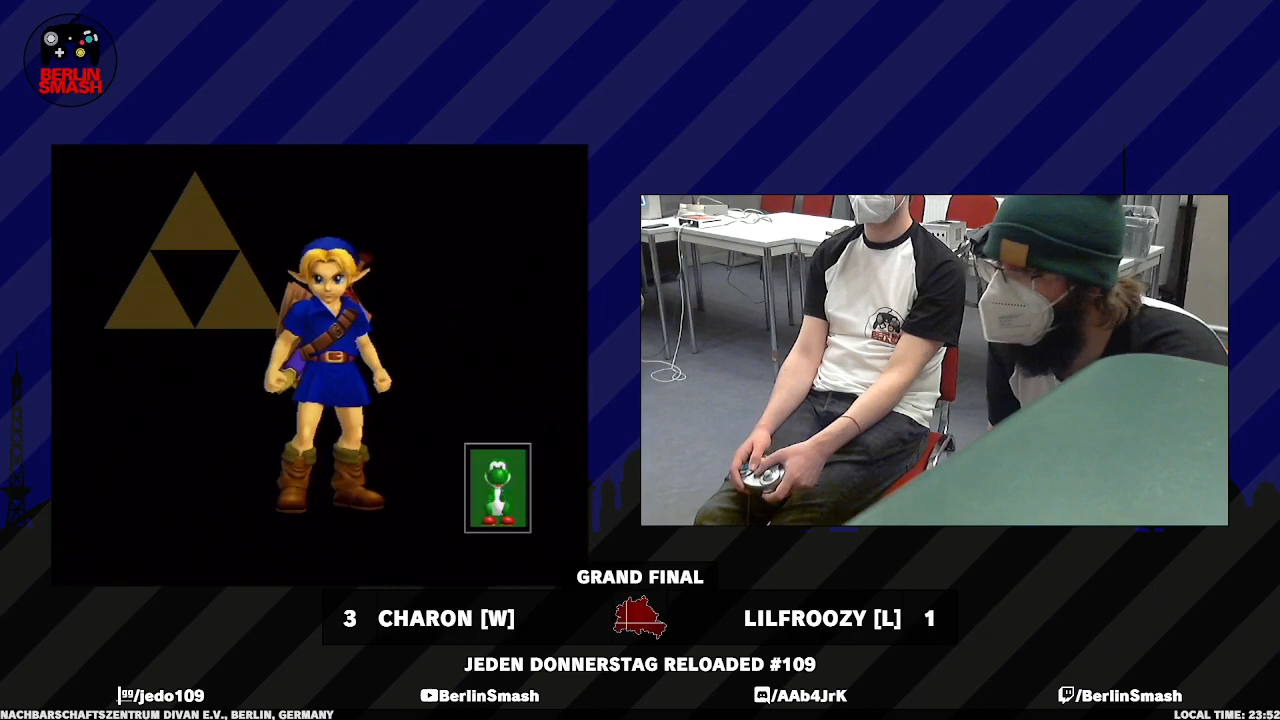 BERLIN
SMASH
GRAND FINAL
3 CHARON [W]
LILFROOZY [L] 1
JEDEN DONNERSTAG RELOADED #109
gg/jedo109
BerlinSmash
/AAb4JrK
/BerlinSmash
NACHBARSCHAFTSZENTRUM DIVAN E.V., BERLIN, GERMANY
LOCAL TIME: 23:52